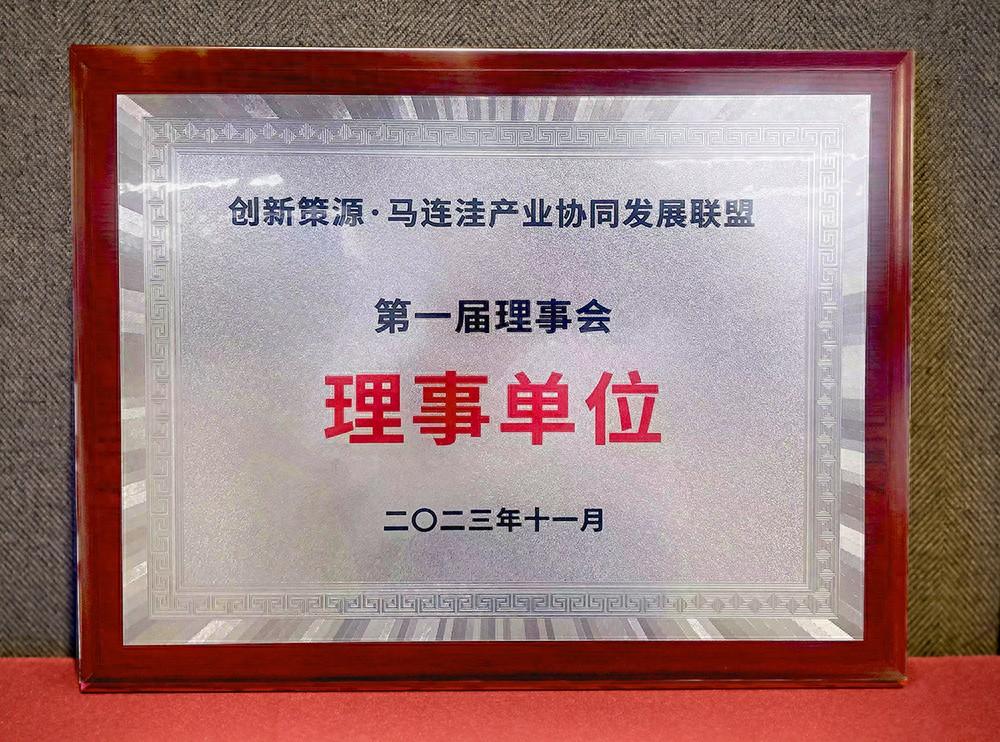 创新策源·马连洼产业协同发展联盟
第一届理事会
理事单位
二〇二三年十一月